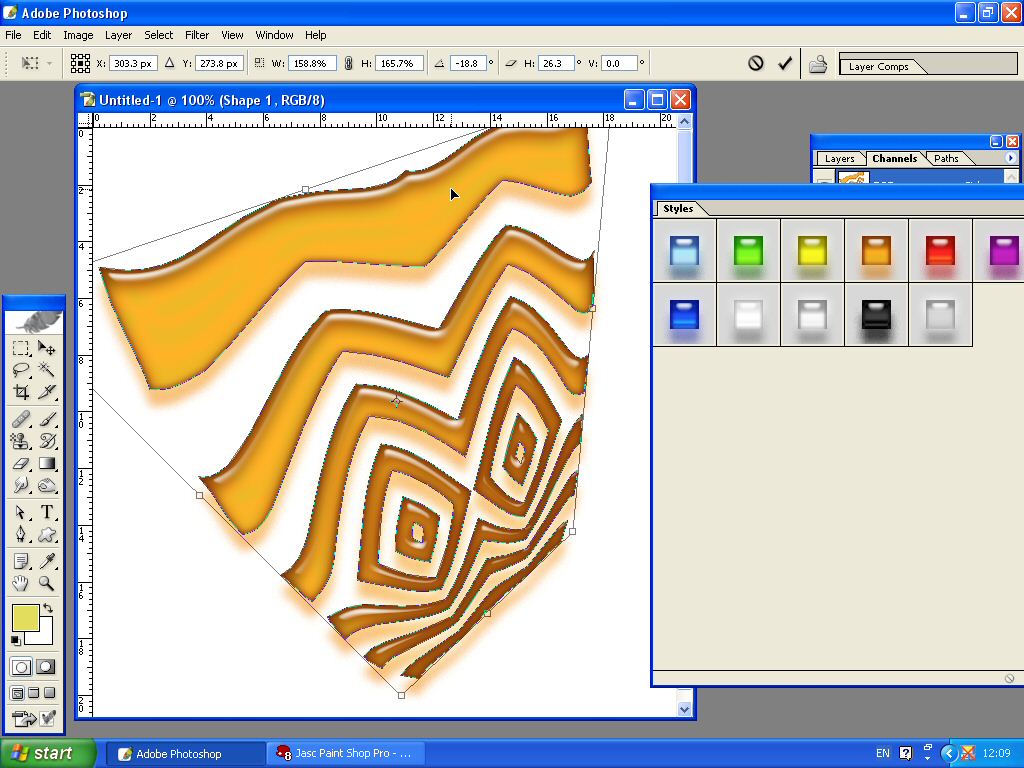 Adobe Photoshop
File Edit Image Layer Select Filter View Window Help
X: 303.3 px Y: 273.8 px W: 158.8% H: 165.7% -18.8 ° H: 26.3 ° V: 0.0 ° Layer Comps
Untitled-1 @ 100% (Shape 1, RGB/8)
0 2 4 6 8 10 12 14 16 18 20
0
2
4
6
8
10
12
14
16
18
20
Layers Channels Paths
Styles
T
start Adobe Photoshop 8 Jasc Paint Shop Pro - ... EN ? 12:09